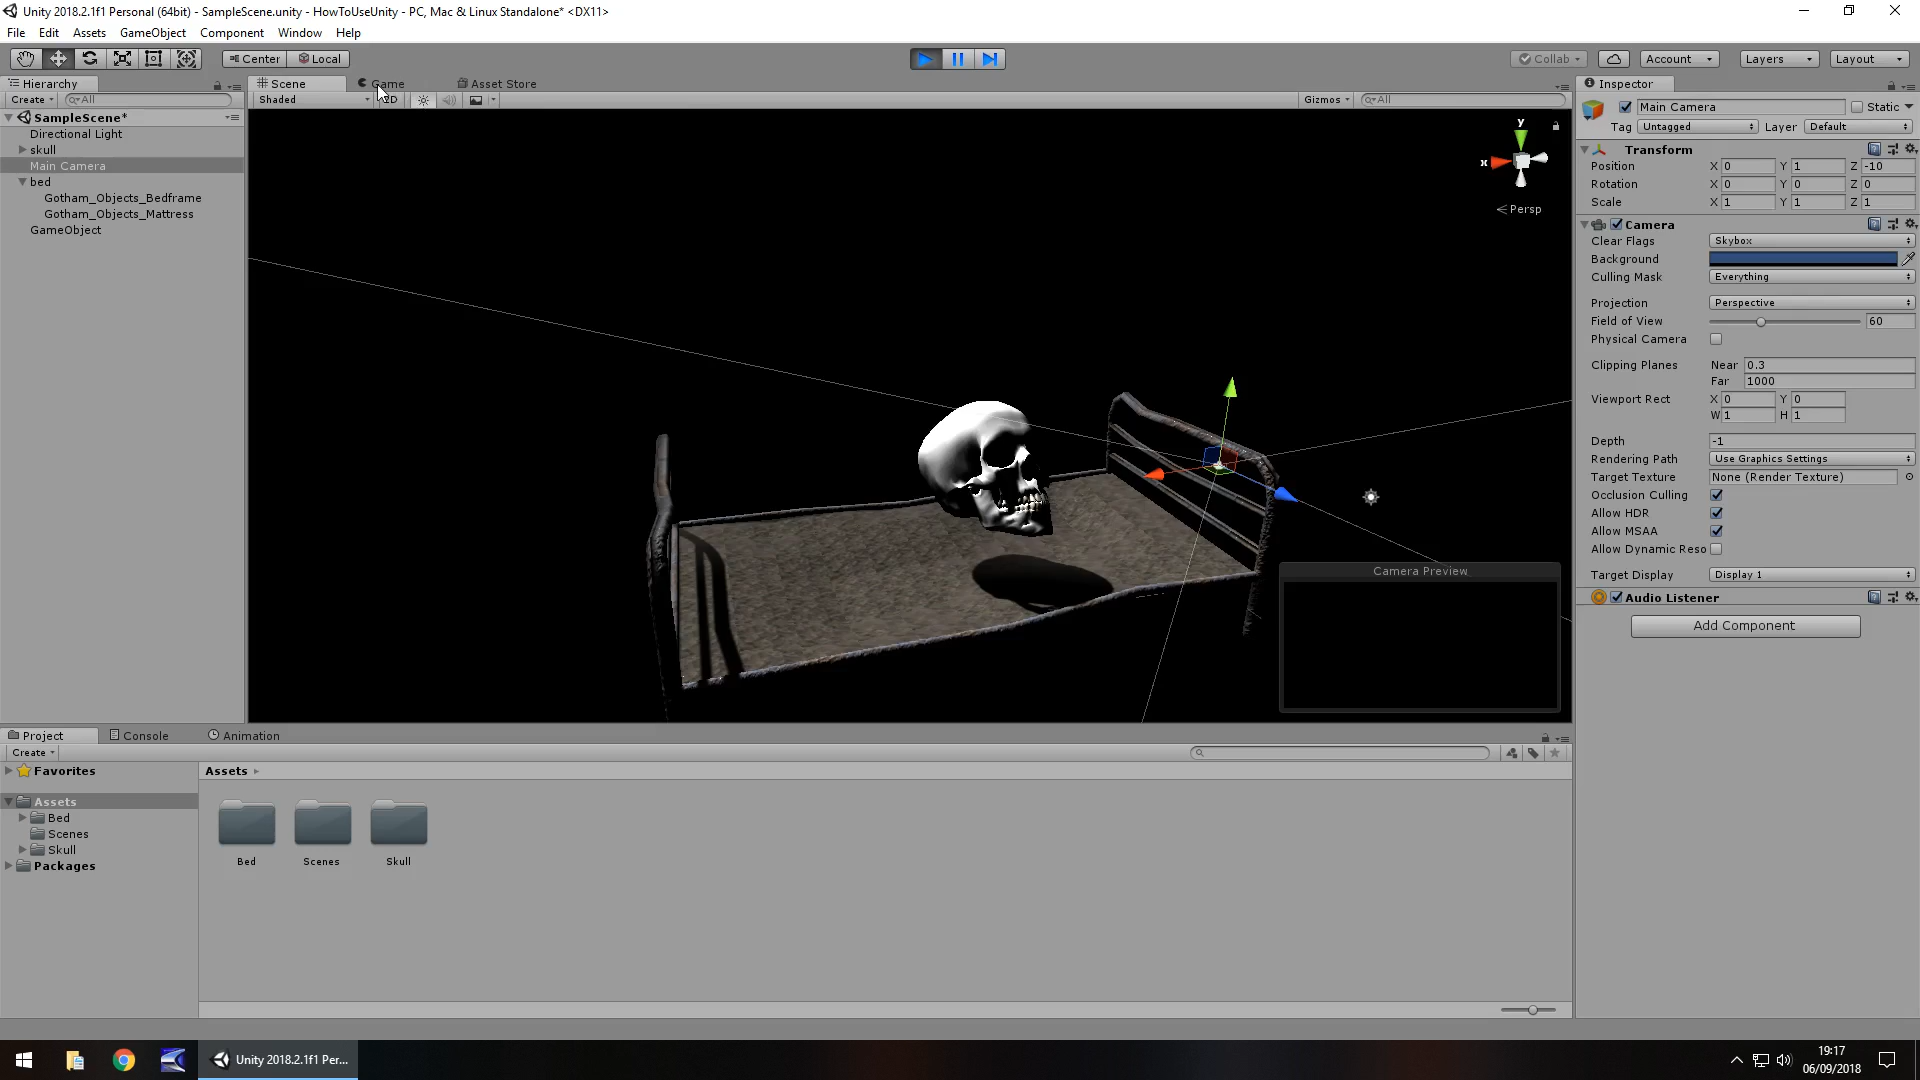 Unity 2018.2.1f1 Personal (64bit) - SampleScene.unity - HowToUseUnity - PC, Mac & Linux Standalone* <DX11>
File Edit Assets GameObject Component Window Help
Center Local Collab Account Layers Layout
Hierarchy Scene Game Asset Store Inspector
Create All Shaded 2D Gizmos All
SampleScene*
Directional Light
skull
Main Camera
bed
Gotham_Objects_Bedframe
Gotham_Objects_Mattress
GameObject
y
x
Persp
Camera Preview
Main Camera Static
Tag Untagged Layer Default
Transform
Position X 0 Y 1 Z -10
Rotation X 0 Y 0 Z 0
Scale X 1 Y 1 Z 1
Camera
Clear Flags Skybox
Background
Culling Mask Everything
Projection Perspective
Field of View 60
Physical Camera
Clipping Planes Near 0.3
Far 1000
Viewport Rect X 0 Y 0
W 1 H 1
Depth -1
Rendering Path Use Graphics Settings
Target Texture None (Render Texture)
Occlusion Culling
Allow HDR
Allow MSAA
Allow Dynamic Reso
Target Display Display 1
Audio Listener
Add Component
Project Console Animation
Create
Favorites
Assets
Bed
Scenes
Skull
Packages
Assets
Bed Scenes Skull
Unity 2018.2.1f1 Per...
19:17
06/09/2018